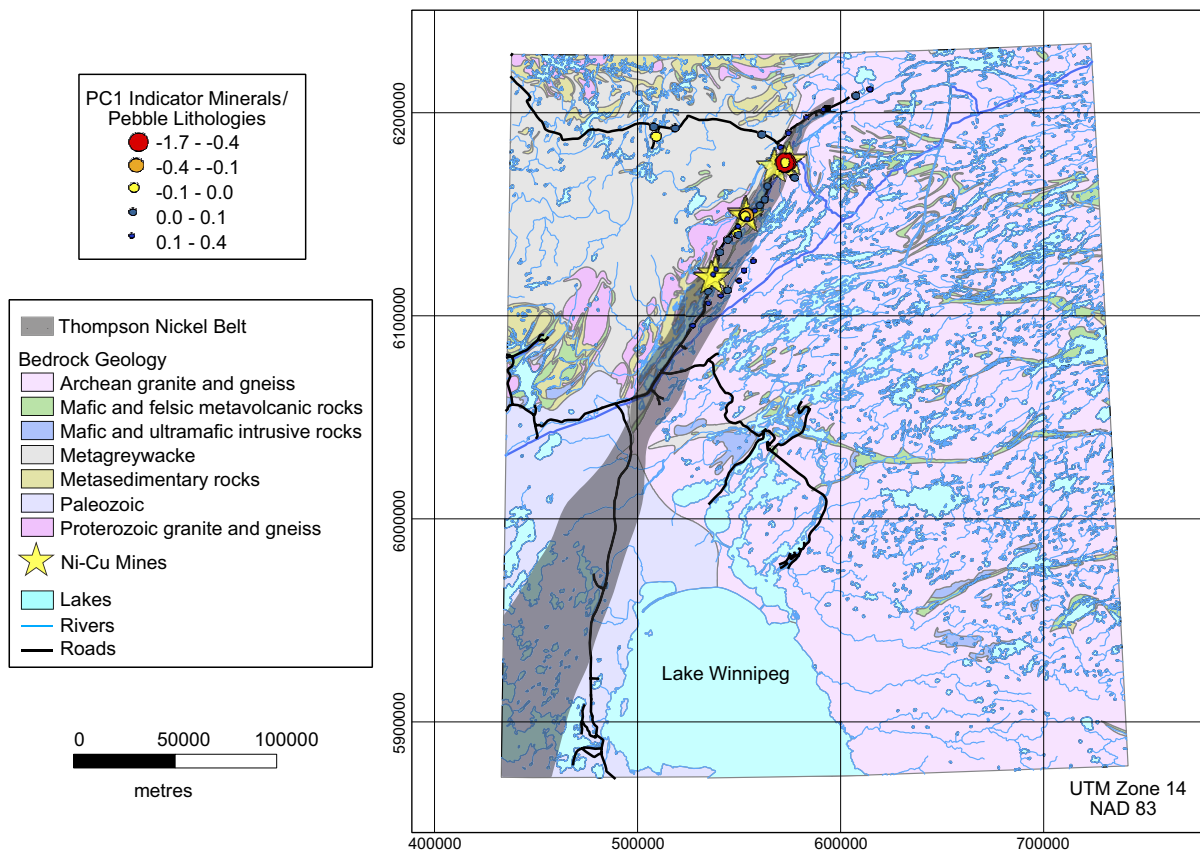 PC1 Indicator Minerals/
Pebble Lithologies
-1.7 - -0.4
-0.4 - -0.1
-0.1 - 0.0
0.0 - 0.1
0.1 - 0.4
Thompson Nickel Belt
Bedrock Geology
Archean granite and gneiss
Mafic and felsic metavolcanic rocks
Mafic and ultramafic intrusive rocks
Metagreywacke
Metasedimentary rocks
Paleozoic
Proterozoic granite and gneiss
Ni-Cu Mines
Lakes
Rivers
Roads
0 50000 100000
metres
6200000
6100000
6000000
5900000
Lake Winnipeg
UTM Zone 14
NAD 83
400000 500000 600000 700000